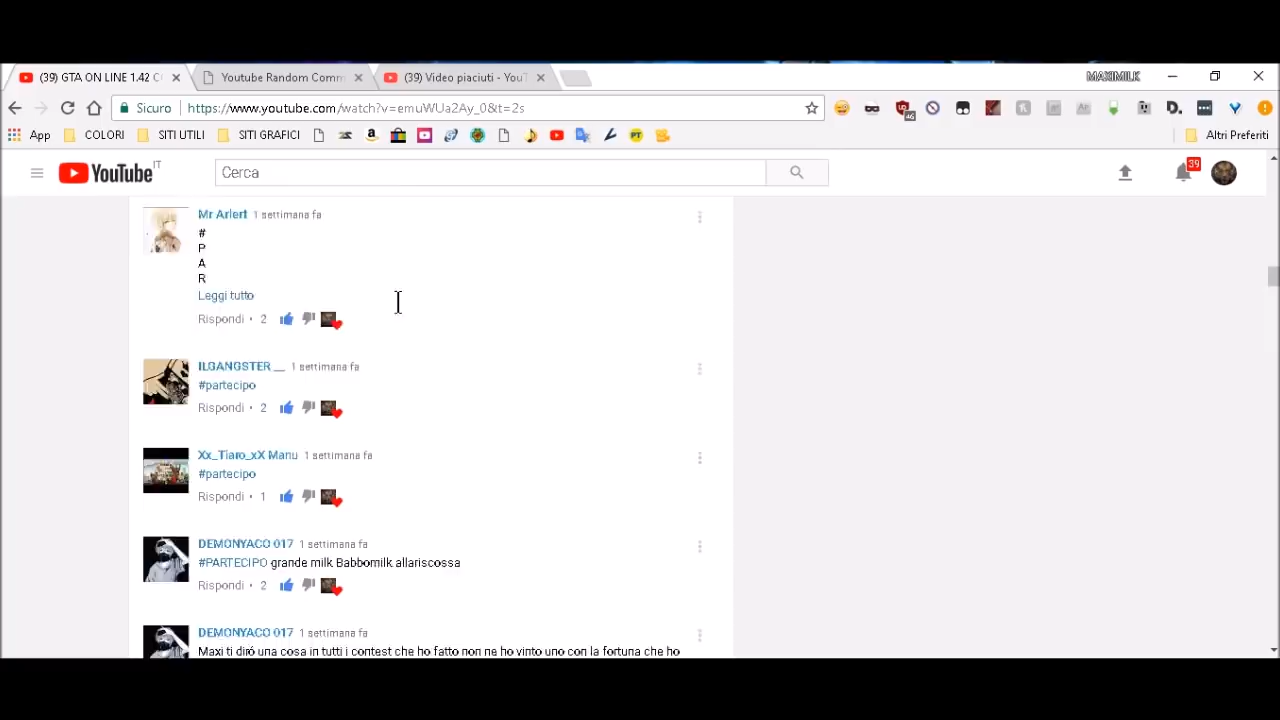 (39) GTA ON LINE 1.42 C
Youtube Random Comm
(39) Video piaciuti - YouT
MAXIMILK
Sicuro
https://www.youtube.com/watch?v=emuWUa2Ay_0&t=2s
46
App
COLORI
SITI UTILI
SITI GRAFICI
Altri Preferiti
YouTube IT
Cerca
39
Mr Arlert 1 settimana fa
#
P
A
R
Leggi tutto
Rispondi • 2
ILGANGSTER __ 1 settimana fa
#partecipo
Rispondi • 2
Xx_Tiaro_xX Manu 1 settimana fa
#partecipo
Rispondi • 1
DEMONYACO 017 1 settimana fa
#PARTECIPO grande milk Babbomilk allariscossa
Rispondi • 2
DEMONYACO 017 1 settimana fa
Maxi ti dirò una cosa in tutti i contest che ho fatto non ne ho vinto uno con la fortuna che ho